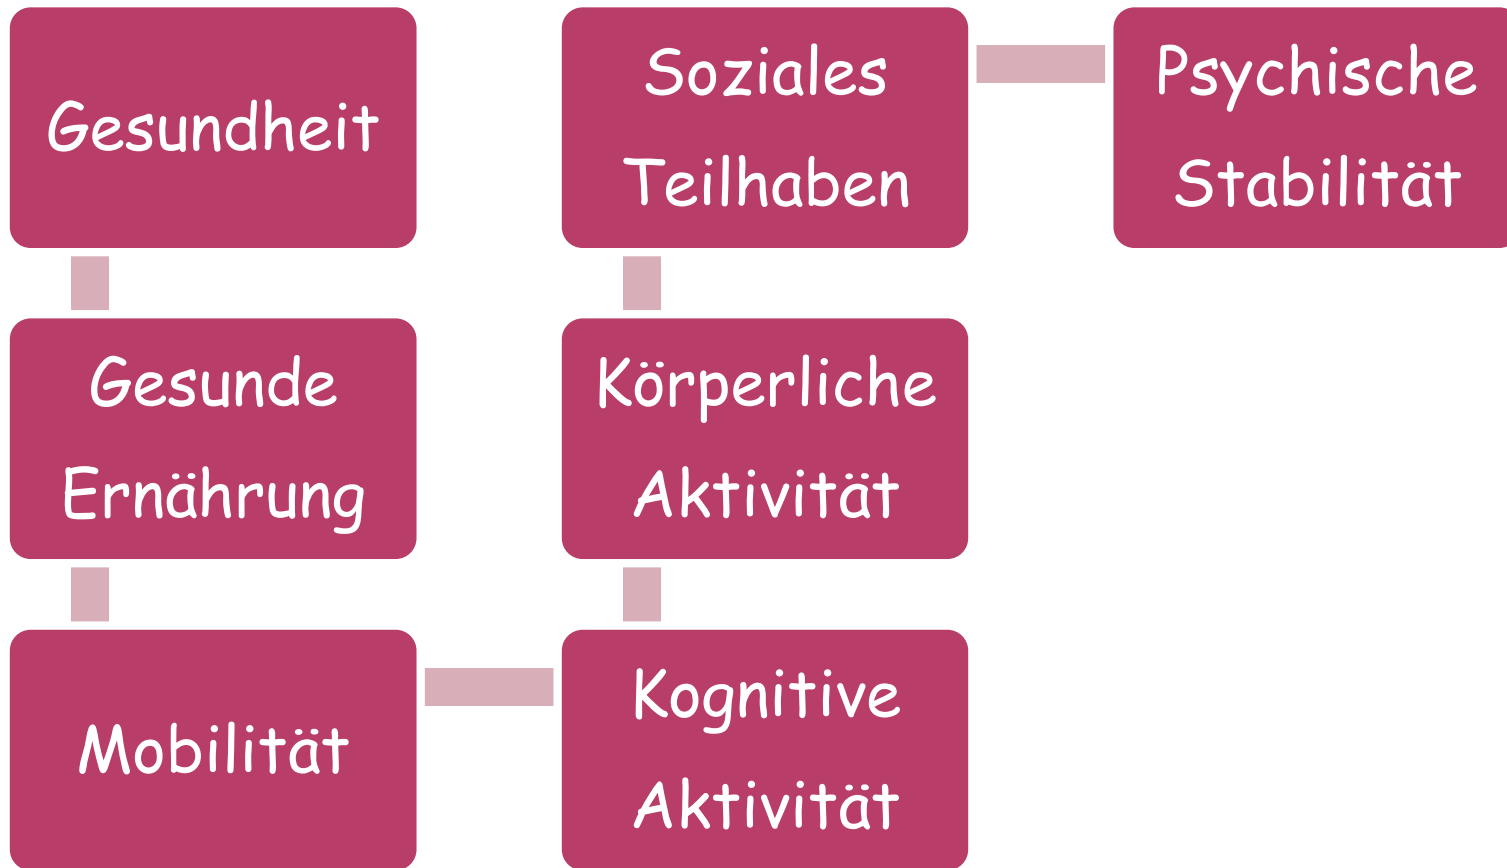 Gesundheit
Gesunde
Ernährung
Mobilität
Kognitive
Aktivität
Körperliche
Aktivität
Soziales
Teilhaben
Psychische
Stabilität